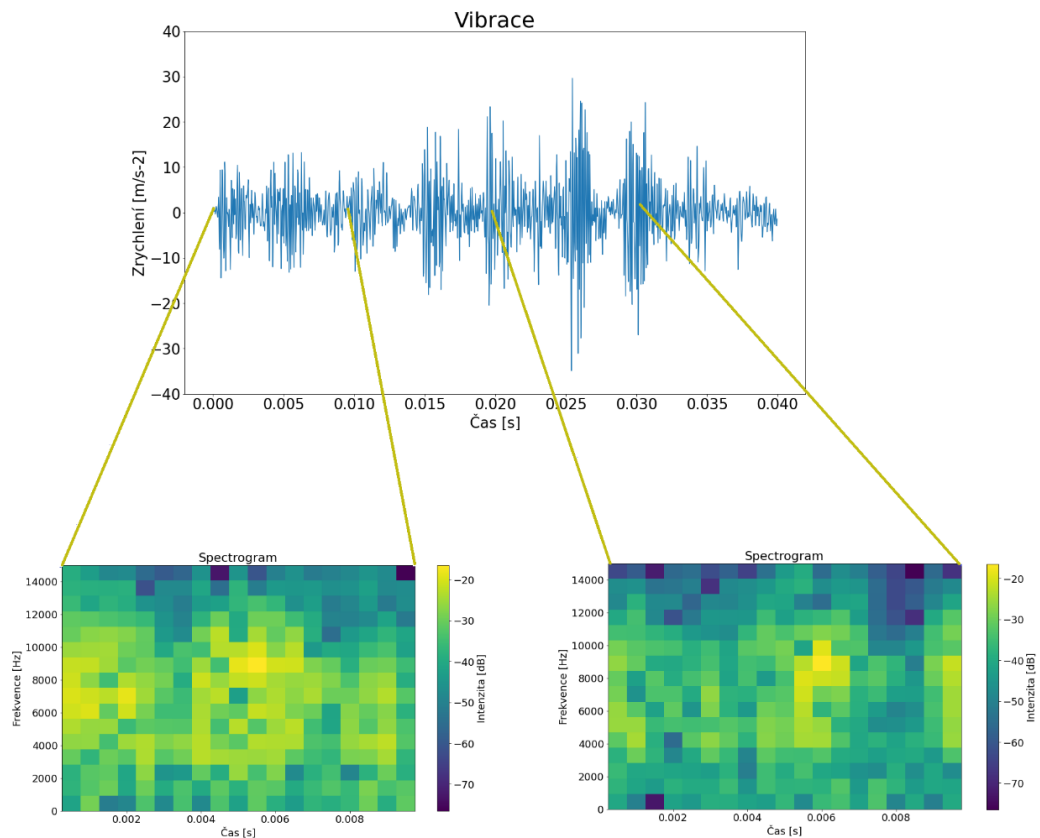 Vibrace
40
30
20
10
0
−10
−20
−30
−40
Zrychlení [m/s-2]
0.000 0.005 0.010 0.015 0.020 0.025 0.030 0.035 0.040
Čas [s]
Spectrogram
14000
12000
10000
8000
6000
4000
2000
0
Frekvence [Hz]
0.002 0.004 0.006 0.008
Čas [s]
−20
−30
−40
−50
−60
−70
Intenzita [dB]
Spectrogram
14000
12000
10000
8000
6000
4000
2000
0
Frekvence [Hz]
0.002 0.004 0.006 0.008
Čas [s]
−20
−30
−40
−50
−60
−70
Intenzita [dB]